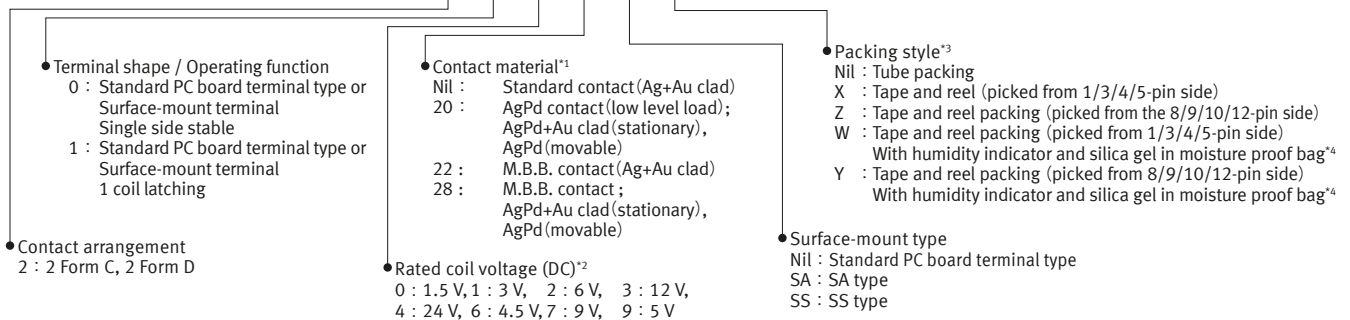 Terminal shape / Operating function
0 : Standard PC board terminal type or
Surface-mount terminal
Single side stable
1 : Standard PC board terminal type or
Surface-mount terminal
1 coil latching
Contact arrangement
2 : 2 Form C, 2 Form D
Contact material*1
Nil : Standard contact (Ag+Au clad)
20 : AgPd contact (low level load);
AgPd+Au clad (stationary),
AgPd (movable)
22 : M.B.B. contact (Ag+Au clad)
28 : M.B.B. contact ;
AgPd+Au clad (stationary),
AgPd (movable)
Rated coil voltage (DC)*2
0 : 1.5 V, 1 : 3 V, 2 : 6 V, 3 : 12 V,
4 : 24 V, 6 : 4.5 V, 7 : 9 V, 9 : 5 V
Packing style*3
Nil : Tube packing
X : Tape and reel (picked from 1/3/4/5-pin side)
Z : Tape and reel packing (picked from the 8/9/10/12-pin side)
W : Tape and reel packing (picked from 1/3/4/5-pin side)
With humidity indicator and silica gel in moisture proof bag*4
Y : Tape and reel packing (picked from 8/9/10/12-pin side)
With humidity indicator and silica gel in moisture proof bag*4
Surface-mount type
Nil : Standard PC board terminal type
SA : SA type
SS : SS type